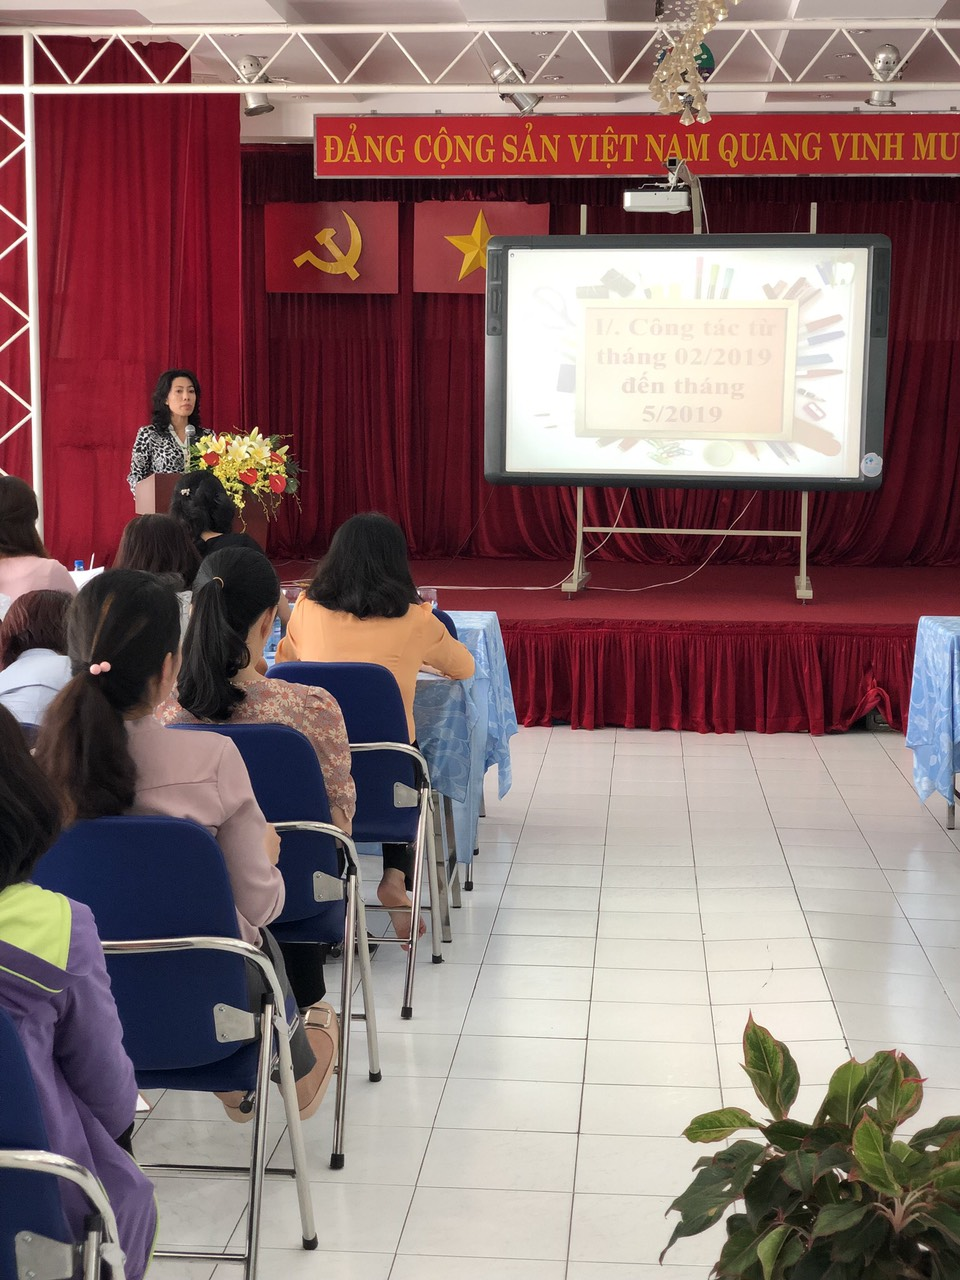 ĐẢNG CỘNG SẢN VIỆT NAM QUANG VINH MU
I/. Công tác từ
tháng 02/2019
đến tháng
5/2019